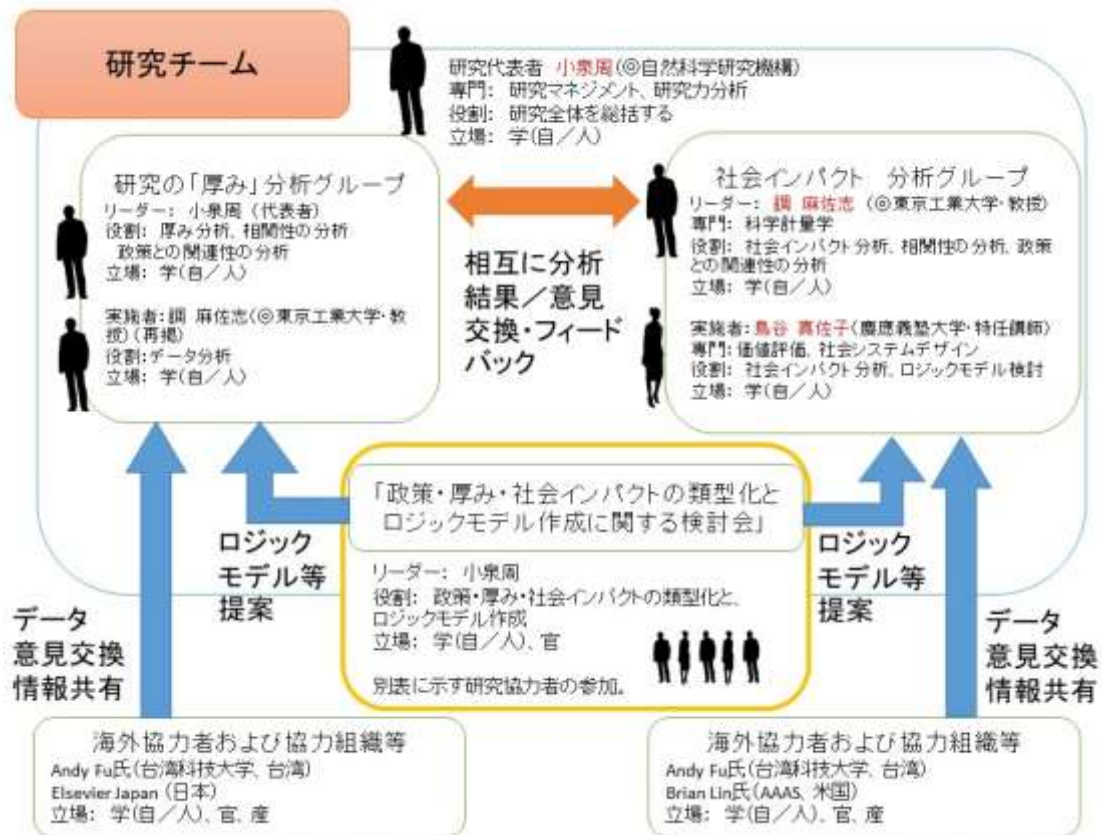 研究チーム
研究代表者 小泉周(◎自然科学研究機構)
専門: 研究マネジメント、研究力分析
役割: 研究全体を総括する
立場: 学(自/人)
研究の「厚み」分析グループ
リーダー: 小泉周 (代表者)
役割: 厚み分析、相関性の分析
政策との関連性の分析
立場: 学(自/人)
実施者:調 麻佐志(◎東京工業大学・教
授)(再掲)
役割:データ分析
立場: 学(自/人)
相互に分析
結果/意見
交換・フィード
バック
社会インパクト 分析グループ
リーダー: 調 麻佐志 (◎東京工業大学・教授)
専門: 科学計量学
役割: 社会インパクト分析、相関性の分析、政策
との関連性の分析
立場: 学(自/人)
実施者:鳥谷 真佐子(慶應義塾大学・特任講師)
専門:価値評価、社会システムデザイン
役割: 社会インパクト分析、ロジックモデル検討
立場: 学(自/人)
「政策・厚み・社会インパクトの類型化と
ロジックモデル作成に関する検討会」
リーダー: 小泉周
役割: 政策・厚み・社会インパクトの類型化と、
ロジックモデル作成
立場: 学(自/人)、官
別表に示す研究協力者の参加。
ロジック
モデル等
提案
ロジック
モデル等
提案
データ
意見交換
情報共有
データ
意見交換
情報共有
海外協力者および協力組織等
Andy Fu氏(台湾科技大学、台湾)
Elsevier Japan (日本)
立場: 学(自/人)、官、産
海外協力者および協力組織等
Andy Fu氏(台湾科技大学、台湾)
Brian Lin氏(AAAS、米国)
立場: 学(自/人)、官、産